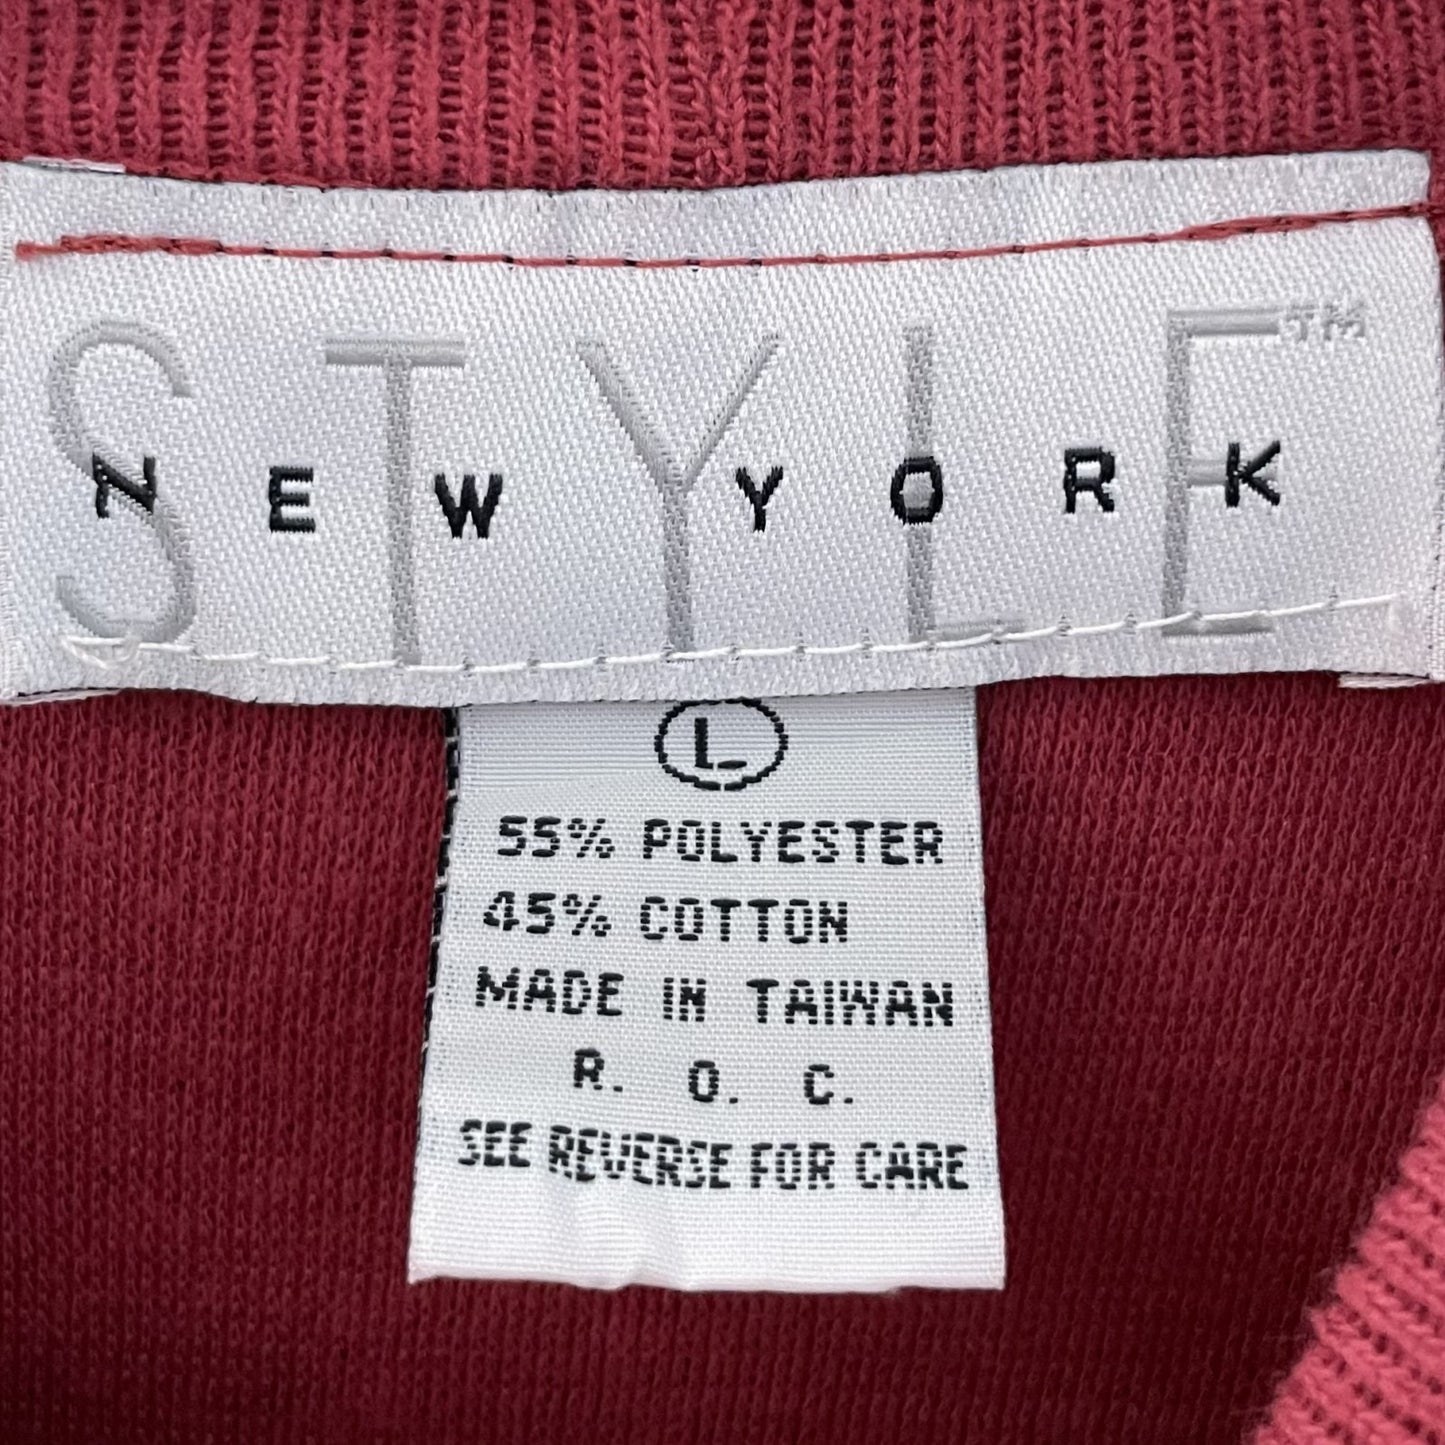 STYLE™
NEW YORK
L
55% POLYESTER
45% COTTON
MADE IN TAIWAN
R. O. C.
SEE REVERSE FOR CARE